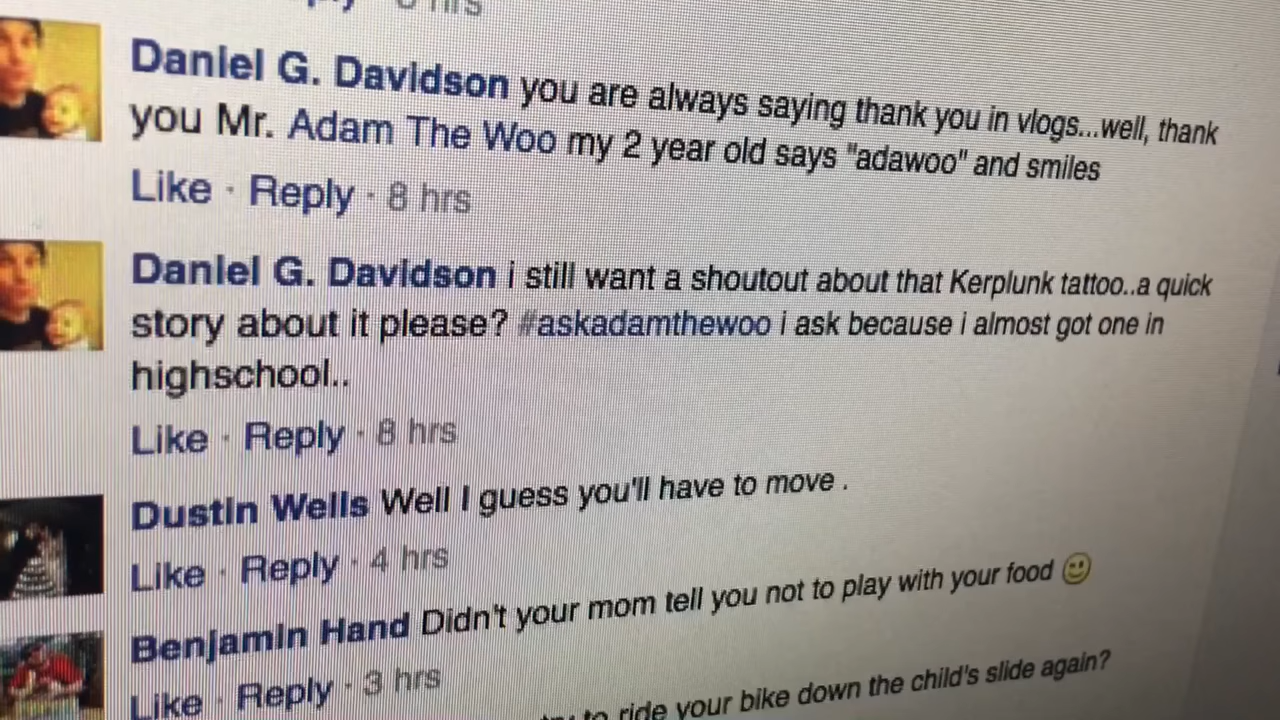 8 hrs
Daniel G. Davidson you are always saying thank you in vlogs...well, thank
you Mr. Adam The Woo my 2 year old says "adawoo" and smiles
Like · Reply · 8 hrs
Daniel G. Davidson i still want a shoutout about that Kerplunk tattoo..a quick
story about it please? #askadamthewoo i ask because i almost got one in
highschool..
Like · Reply · 8 hrs
Dustin Wells Well I guess you'll have to move .
Like · Reply · 4 hrs
Benjamin Hand Didn't your mom tell you not to play with your food 🙂
Like · Reply · 3 hrs
to ride your bike down the child's slide again?